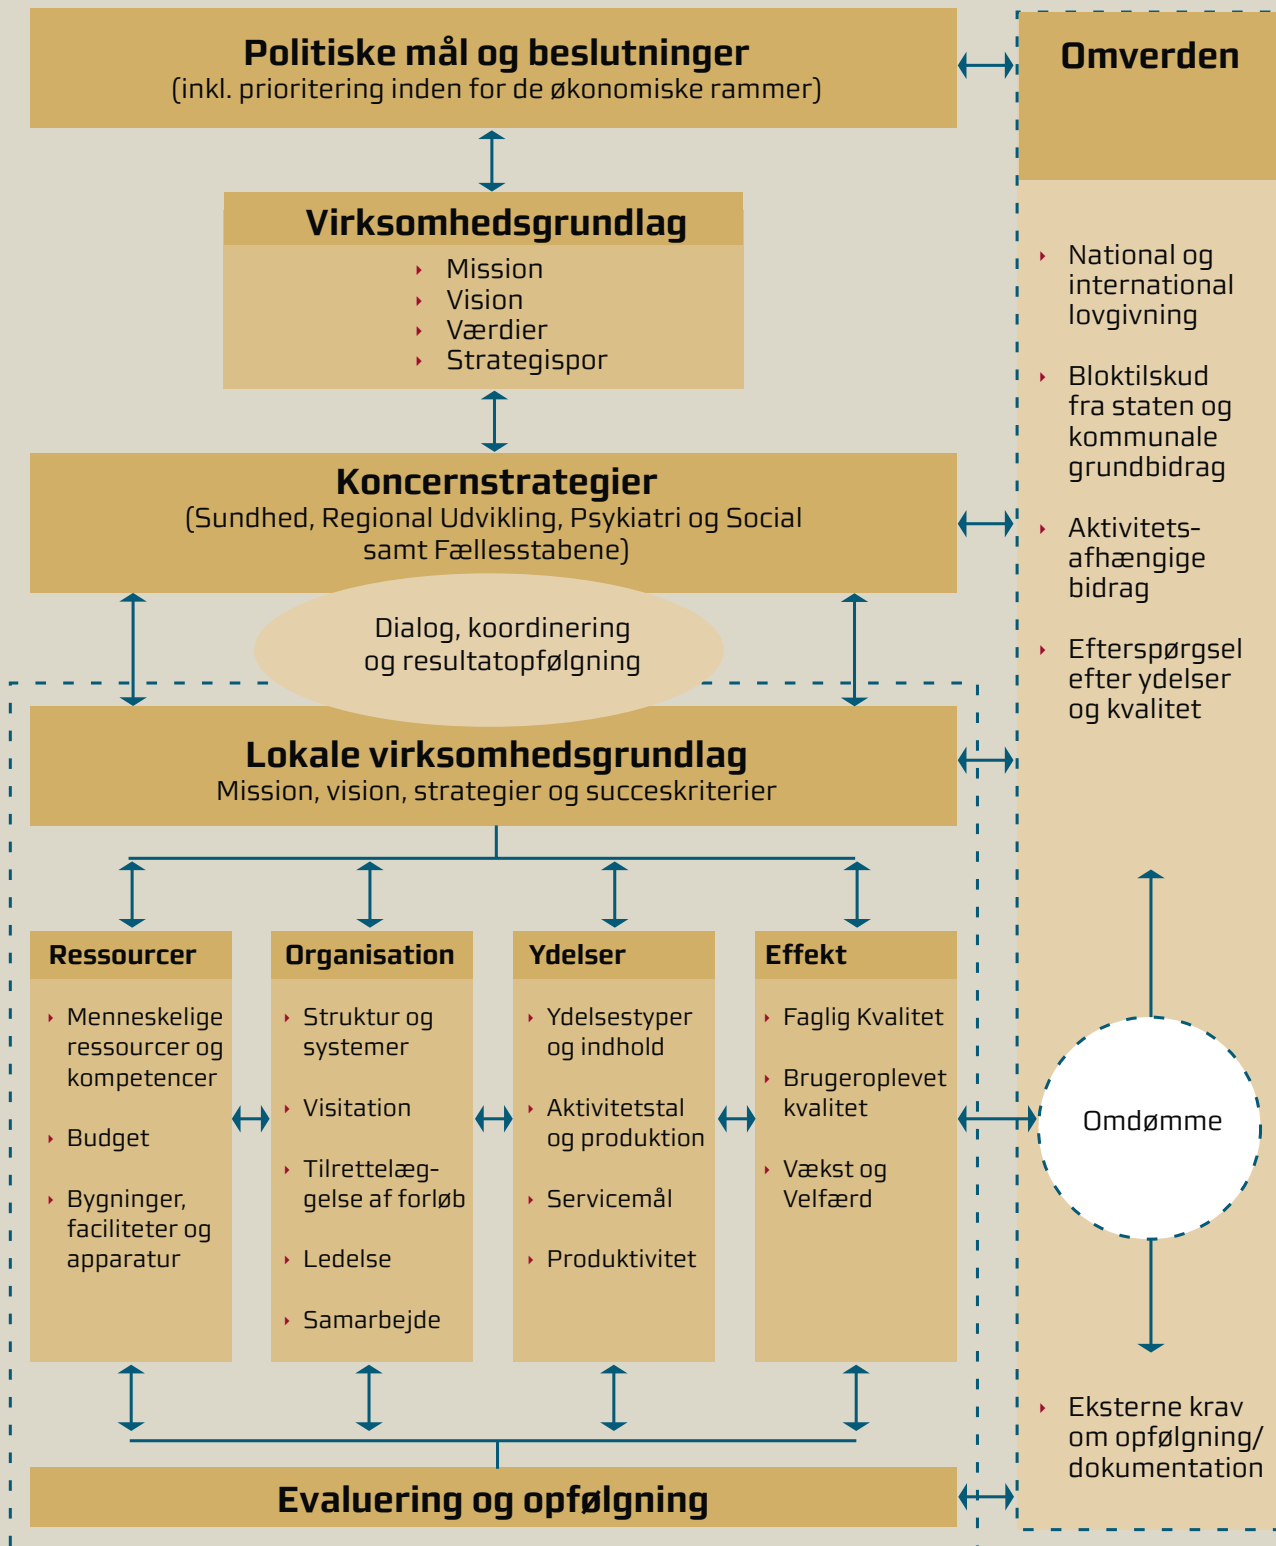 Politiske mål og beslutninger
(inkl. prioritering inden for de økonomiske rammer)
Virksomhedsgrundlag
Mission
Vision
Værdier
Strategispor
Koncernstrategier
(Sundhed, Regional Udvikling, Psykiatri og Social
samt Fællesstabene)
Dialog, koordinering
og resultatopfølgning
Lokale virksomhedsgrundlag
Mission, vision, strategier og succeskriterier
Ressourcer
Menneskelige
ressourcer og
kompetencer
Budget
Bygninger,
faciliteter og
apparatur
Organisation
Struktur og
systemer
Visitation
Tilrettelæg-
gelse af forløb
Ledelse
Samarbejde
Ydelser
Ydelsestyper
og indhold
Aktivitetstal
og produktion
Servicemål
Produktivitet
Effekt
Faglig Kvalitet
Brugeroplevet
kvalitet
Vækst og
Velfærd
Evaluering og opfølgning
Omverden
National og
international
lovgivning
Bloktilskud
fra staten og
kommunale
grundbidrag
Aktivitets-
afhængige
bidrag
Efterspørgsel
efter ydelser
og kvalitet
Omdømme
Eksterne krav
om opfølgning/
dokumentation